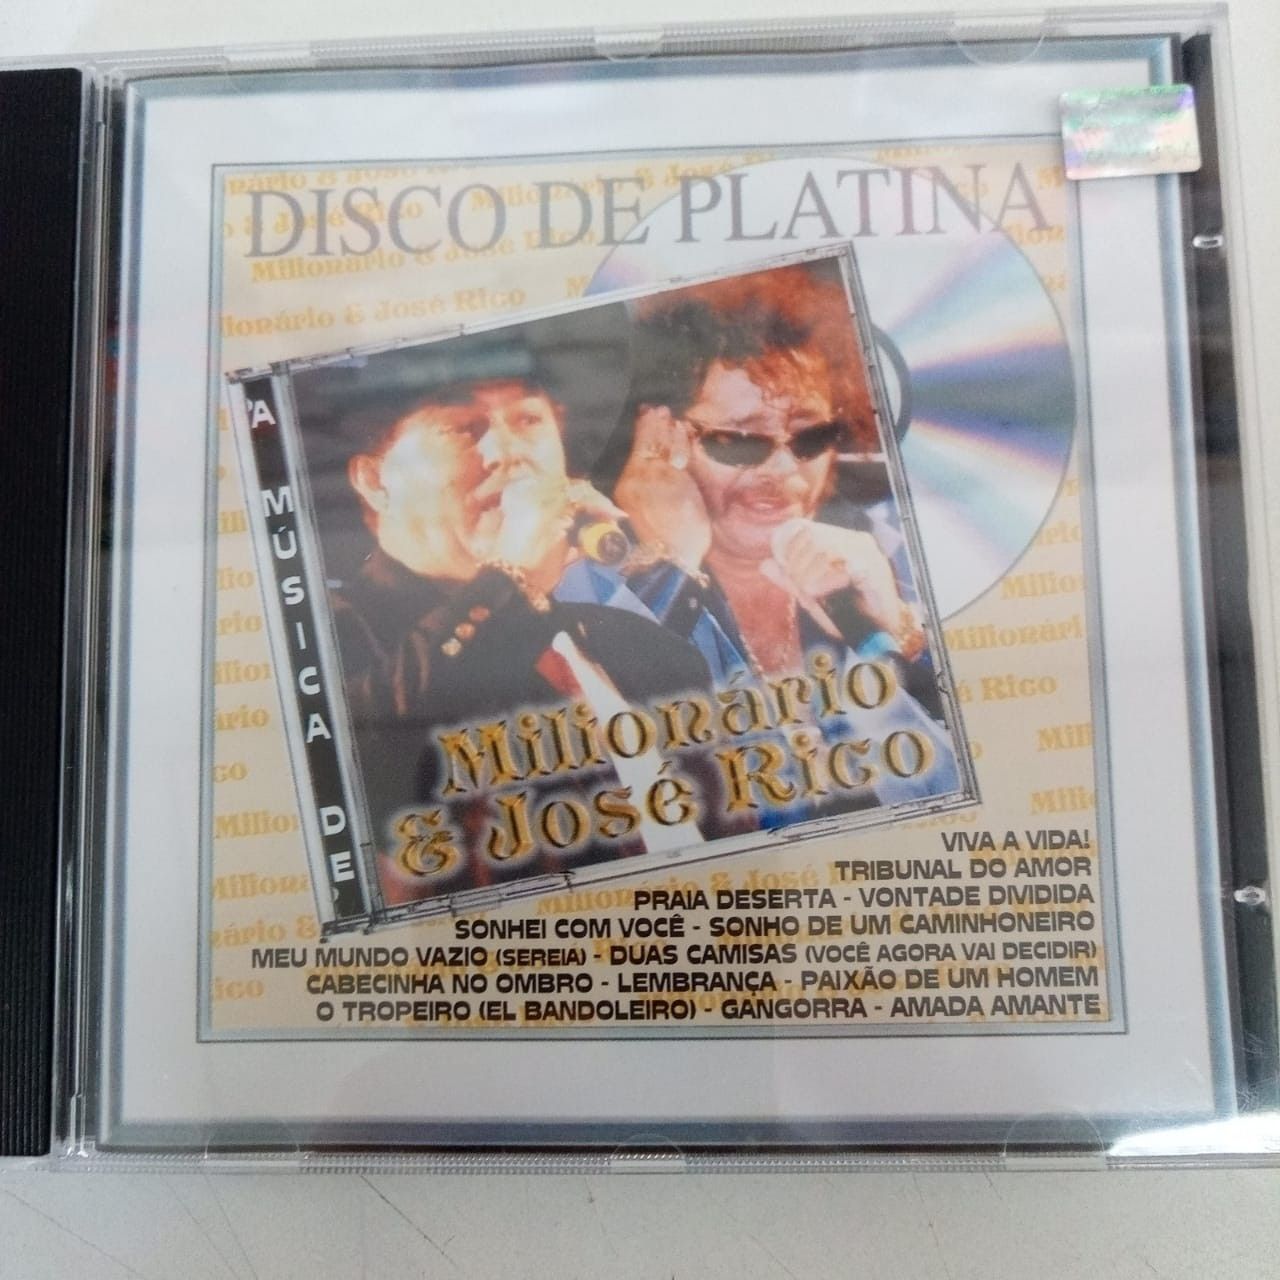 DISCO DE PLATINA
A MÚSICA DE
Milionário
& José Rico
VIVA A VIDA!
TRIBUNAL DO AMOR
PRAIA DESERTA - VONTADE DIVIDIDA
SONHEI COM VOCÊ - SONHO DE UM CAMINHONEIRO
MEU MUNDO VAZIO (SEREIÁ) - DUAS CAMISAS (VOCÊ AGORA VAI DECIDIR)
CABECINHA NO OMBRO - LEMBRANÇA - PAIXÃO DE UM HOMEM
O TROPEIRO (EL BANDOLEIRO) - GANGORRA - AMADA AMANTE